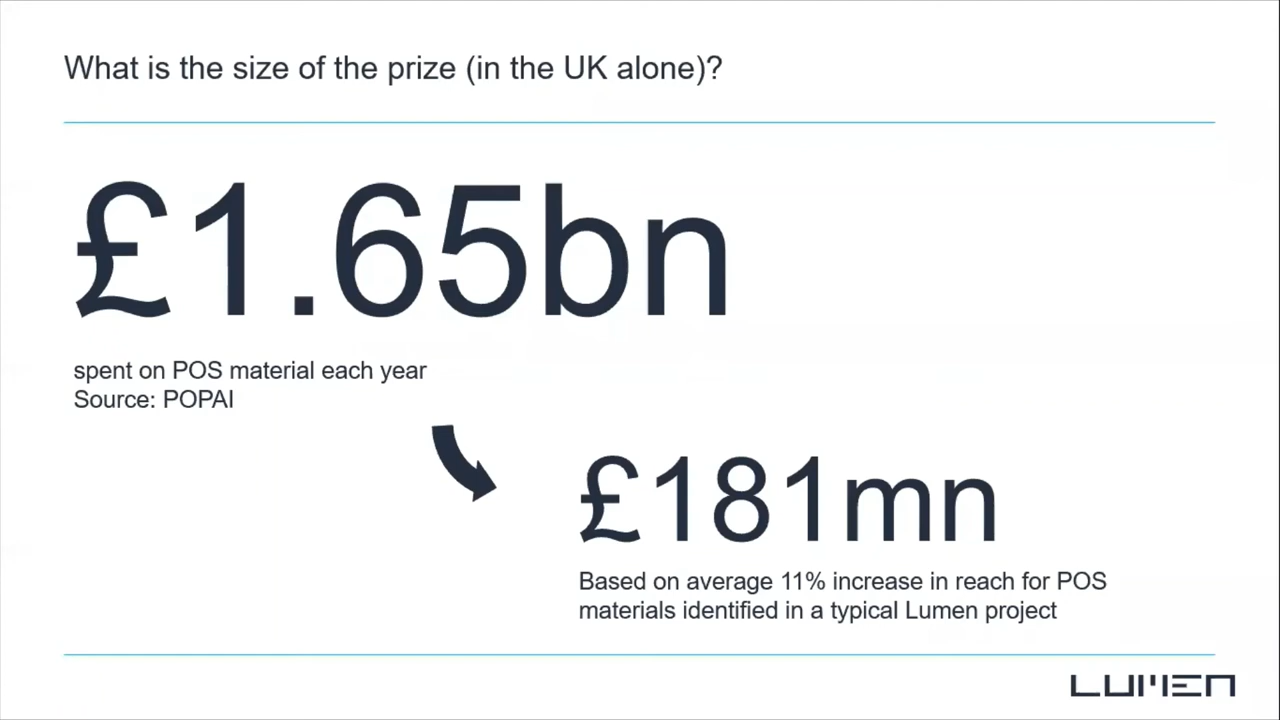 What is the size of the prize (in the UK alone)?
£1.65bn
spent on POS material each year
Source: POPAI
£181mn
Based on average 11% increase in reach for POS
materials identified in a typical Lumen project
LUMEN